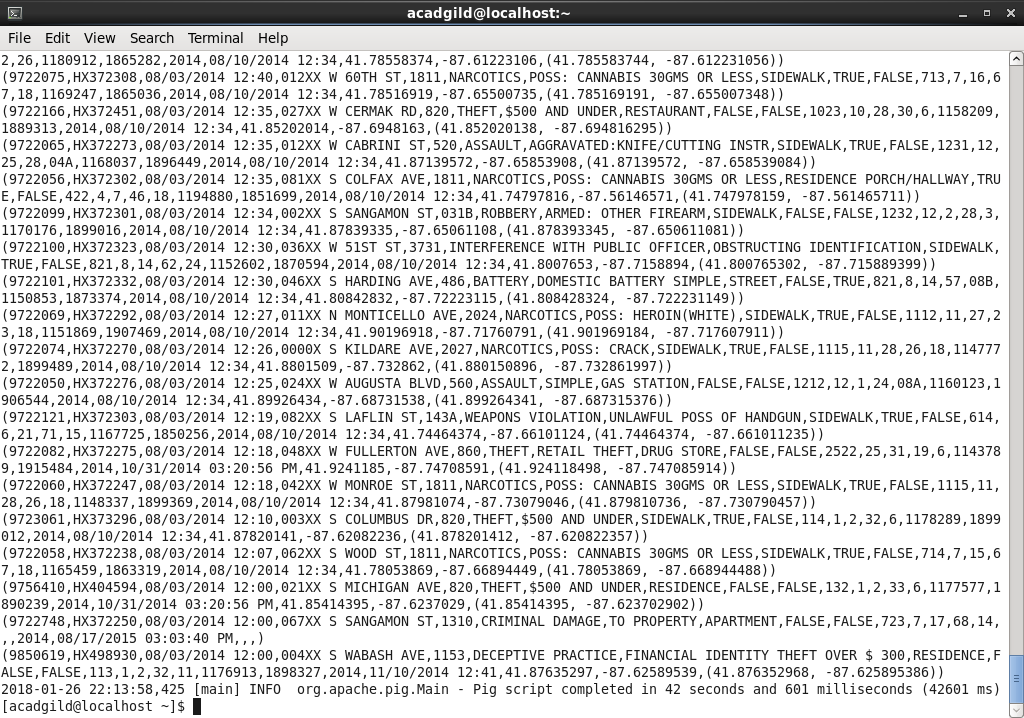 acadgild@localhost:~
File Edit View Search Terminal Help
2,26,1180912,1865282,2014,08/10/2014 12:34,41.78558374,-87.61223106,(41.785583744, -87.612231056))
(9722075,HX372308,08/03/2014 12:40,012XX W 60TH ST,1811,NARCOTICS,POSS: CANNABIS 30GMS OR LESS,SIDEWALK,TRUE,FALSE,713,7,16,6
7,18,1169247,1865036,2014,08/10/2014 12:34,41.78516919,-87.65500735,(41.785169191, -87.655007348))
(9722166,HX372451,08/03/2014 12:35,027XX W CERMAK RD,820,THEFT,$500 AND UNDER,RESTAURANT,FALSE,FALSE,1023,10,28,30,6,1158209,
1889313,2014,08/10/2014 12:34,41.85202014,-87.6948163,(41.852020138, -87.694816295))
(9722065,HX372273,08/03/2014 12:35,012XX W CABRINI ST,520,ASSAULT,AGGRAVATED:KNIFE/CUTTING INSTR,SIDEWALK,TRUE,FALSE,1231,12,
25,28,04A,1168037,1896449,2014,08/10/2014 12:34,41.87139572,-87.65853908,(41.87139572, -87.658539084))
(9722056,HX372302,08/03/2014 12:35,081XX S COLFAX AVE,1811,NARCOTICS,POSS: CANNABIS 30GMS OR LESS,RESIDENCE PORCH/HALLWAY,TRU
E,FALSE,422,4,7,46,18,1194880,1851699,2014,08/10/2014 12:34,41.74797816,-87.56146571,(41.747978159, -87.561465711))
(9722099,HX372301,08/03/2014 12:34,002XX S SANGAMON ST,031B,ROBBERY,ARMED: OTHER FIREARM,SIDEWALK,FALSE,FALSE,1232,12,2,28,3,
1170176,1899016,2014,08/10/2014 12:34,41.87839335,-87.65061108,(41.878393345, -87.650611081))
(9722100,HX372323,08/03/2014 12:30,036XX W 51ST ST,3731,INTERFERENCE WITH PUBLIC OFFICER,OBSTRUCTING IDENTIFICATION,SIDEWALK,
TRUE,FALSE,821,8,14,62,24,1152602,1870594,2014,08/10/2014 12:34,41.8007653,-87.7158894,(41.800765302, -87.715889399))
(9722101,HX372332,08/03/2014 12:30,046XX S HARDING AVE,486,BATTERY,DOMESTIC BATTERY SIMPLE,STREET,FALSE,TRUE,821,8,14,57,08B,
1150853,1873374,2014,08/10/2014 12:34,41.80842832,-87.72223115,(41.808428324, -87.722231149))
(9722069,HX372292,08/03/2014 12:27,011XX N MONTICELLO AVE,2024,NARCOTICS,POSS: HEROIN(WHITE),SIDEWALK,TRUE,FALSE,1112,11,27,2
3,18,1151869,1907469,2014,08/10/2014 12:34,41.90196918,-87.71760791,(41.901969184, -87.717607911))
(9722074,HX372270,08/03/2014 12:26,0000X S KILDARE AVE,2027,NARCOTICS,POSS: CRACK,SIDEWALK,TRUE,FALSE,1115,11,28,26,18,114777
2,1899489,2014,08/10/2014 12:34,41.8801509,-87.732862,(41.880150896, -87.732861997))
(9722050,HX372276,08/03/2014 12:25,024XX W AUGUSTA BLVD,560,ASSAULT,SIMPLE,GAS STATION,FALSE,FALSE,1212,12,1,24,08A,1160123,1
906544,2014,08/10/2014 12:34,41.89926434,-87.68731538,(41.899264341, -87.687315376))
(9722121,HX372303,08/03/2014 12:19,082XX S LAFLIN ST,143A,WEAPONS VIOLATION,UNLAWFUL POSS OF HANDGUN,SIDEWALK,TRUE,FALSE,614,
6,21,71,15,1167725,1850256,2014,08/10/2014 12:34,41.74464374,-87.66101124,(41.74464374, -87.661011235))
(9722082,HX372275,08/03/2014 12:18,048XX W FULLERTON AVE,860,THEFT,RETAIL THEFT,DRUG STORE,FALSE,FALSE,2522,25,31,19,6,114378
9,1915484,2014,10/31/2014 03:20:56 PM,41.9241185,-87.74708591,(41.924118498, -87.747085914))
(9722060,HX372247,08/03/2014 12:18,042XX W MONROE ST,1811,NARCOTICS,POSS: CANNABIS 30GMS OR LESS,SIDEWALK,TRUE,FALSE,1115,11,
28,26,18,1148337,1899369,2014,08/10/2014 12:34,41.87981074,-87.73079046,(41.879810736, -87.730790457))
(9723061,HX373296,08/03/2014 12:10,003XX S COLUMBUS DR,820,THEFT,$500 AND UNDER,SIDEWALK,TRUE,FALSE,114,1,2,32,6,1178289,1899
012,2014,08/10/2014 12:34,41.87820141,-87.62082236,(41.878201412, -87.620822357))
(9722058,HX372238,08/03/2014 12:07,062XX S WOOD ST,1811,NARCOTICS,POSS: CANNABIS 30GMS OR LESS,SIDEWALK,TRUE,FALSE,714,7,15,6
7,18,1165459,1863319,2014,08/10/2014 12:34,41.78053869,-87.66894449,(41.78053869, -87.668944488))
(9756410,HX404594,08/03/2014 12:00,021XX S MICHIGAN AVE,820,THEFT,$500 AND UNDER,RESIDENCE,FALSE,FALSE,132,1,2,33,6,1177577,1
890239,2014,10/31/2014 03:20:56 PM,41.85414395,-87.6237029,(41.85414395, -87.623702902))
(9722748,HX372250,08/03/2014 12:00,067XX S SANGAMON ST,1310,CRIMINAL DAMAGE,TO PROPERTY,APARTMENT,FALSE,FALSE,723,7,17,68,14,
,,2014,08/17/2015 03:03:40 PM,,,)
(9850619,HX498930,08/03/2014 12:00,004XX S WABASH AVE,1153,DECEPTIVE PRACTICE,FINANCIAL IDENTITY THEFT OVER $ 300,RESIDENCE,F
ALSE,FALSE,113,1,2,32,11,1176913,1898327,2014,11/10/2014 12:41,41.87635297,-87.62589539,(41.876352968, -87.625895386))
2018-01-26 22:13:58,425 [main] INFO  org.apache.pig.Main - Pig script completed in 42 seconds and 601 milliseconds (42601 ms)
[acadgild@localhost ~]$